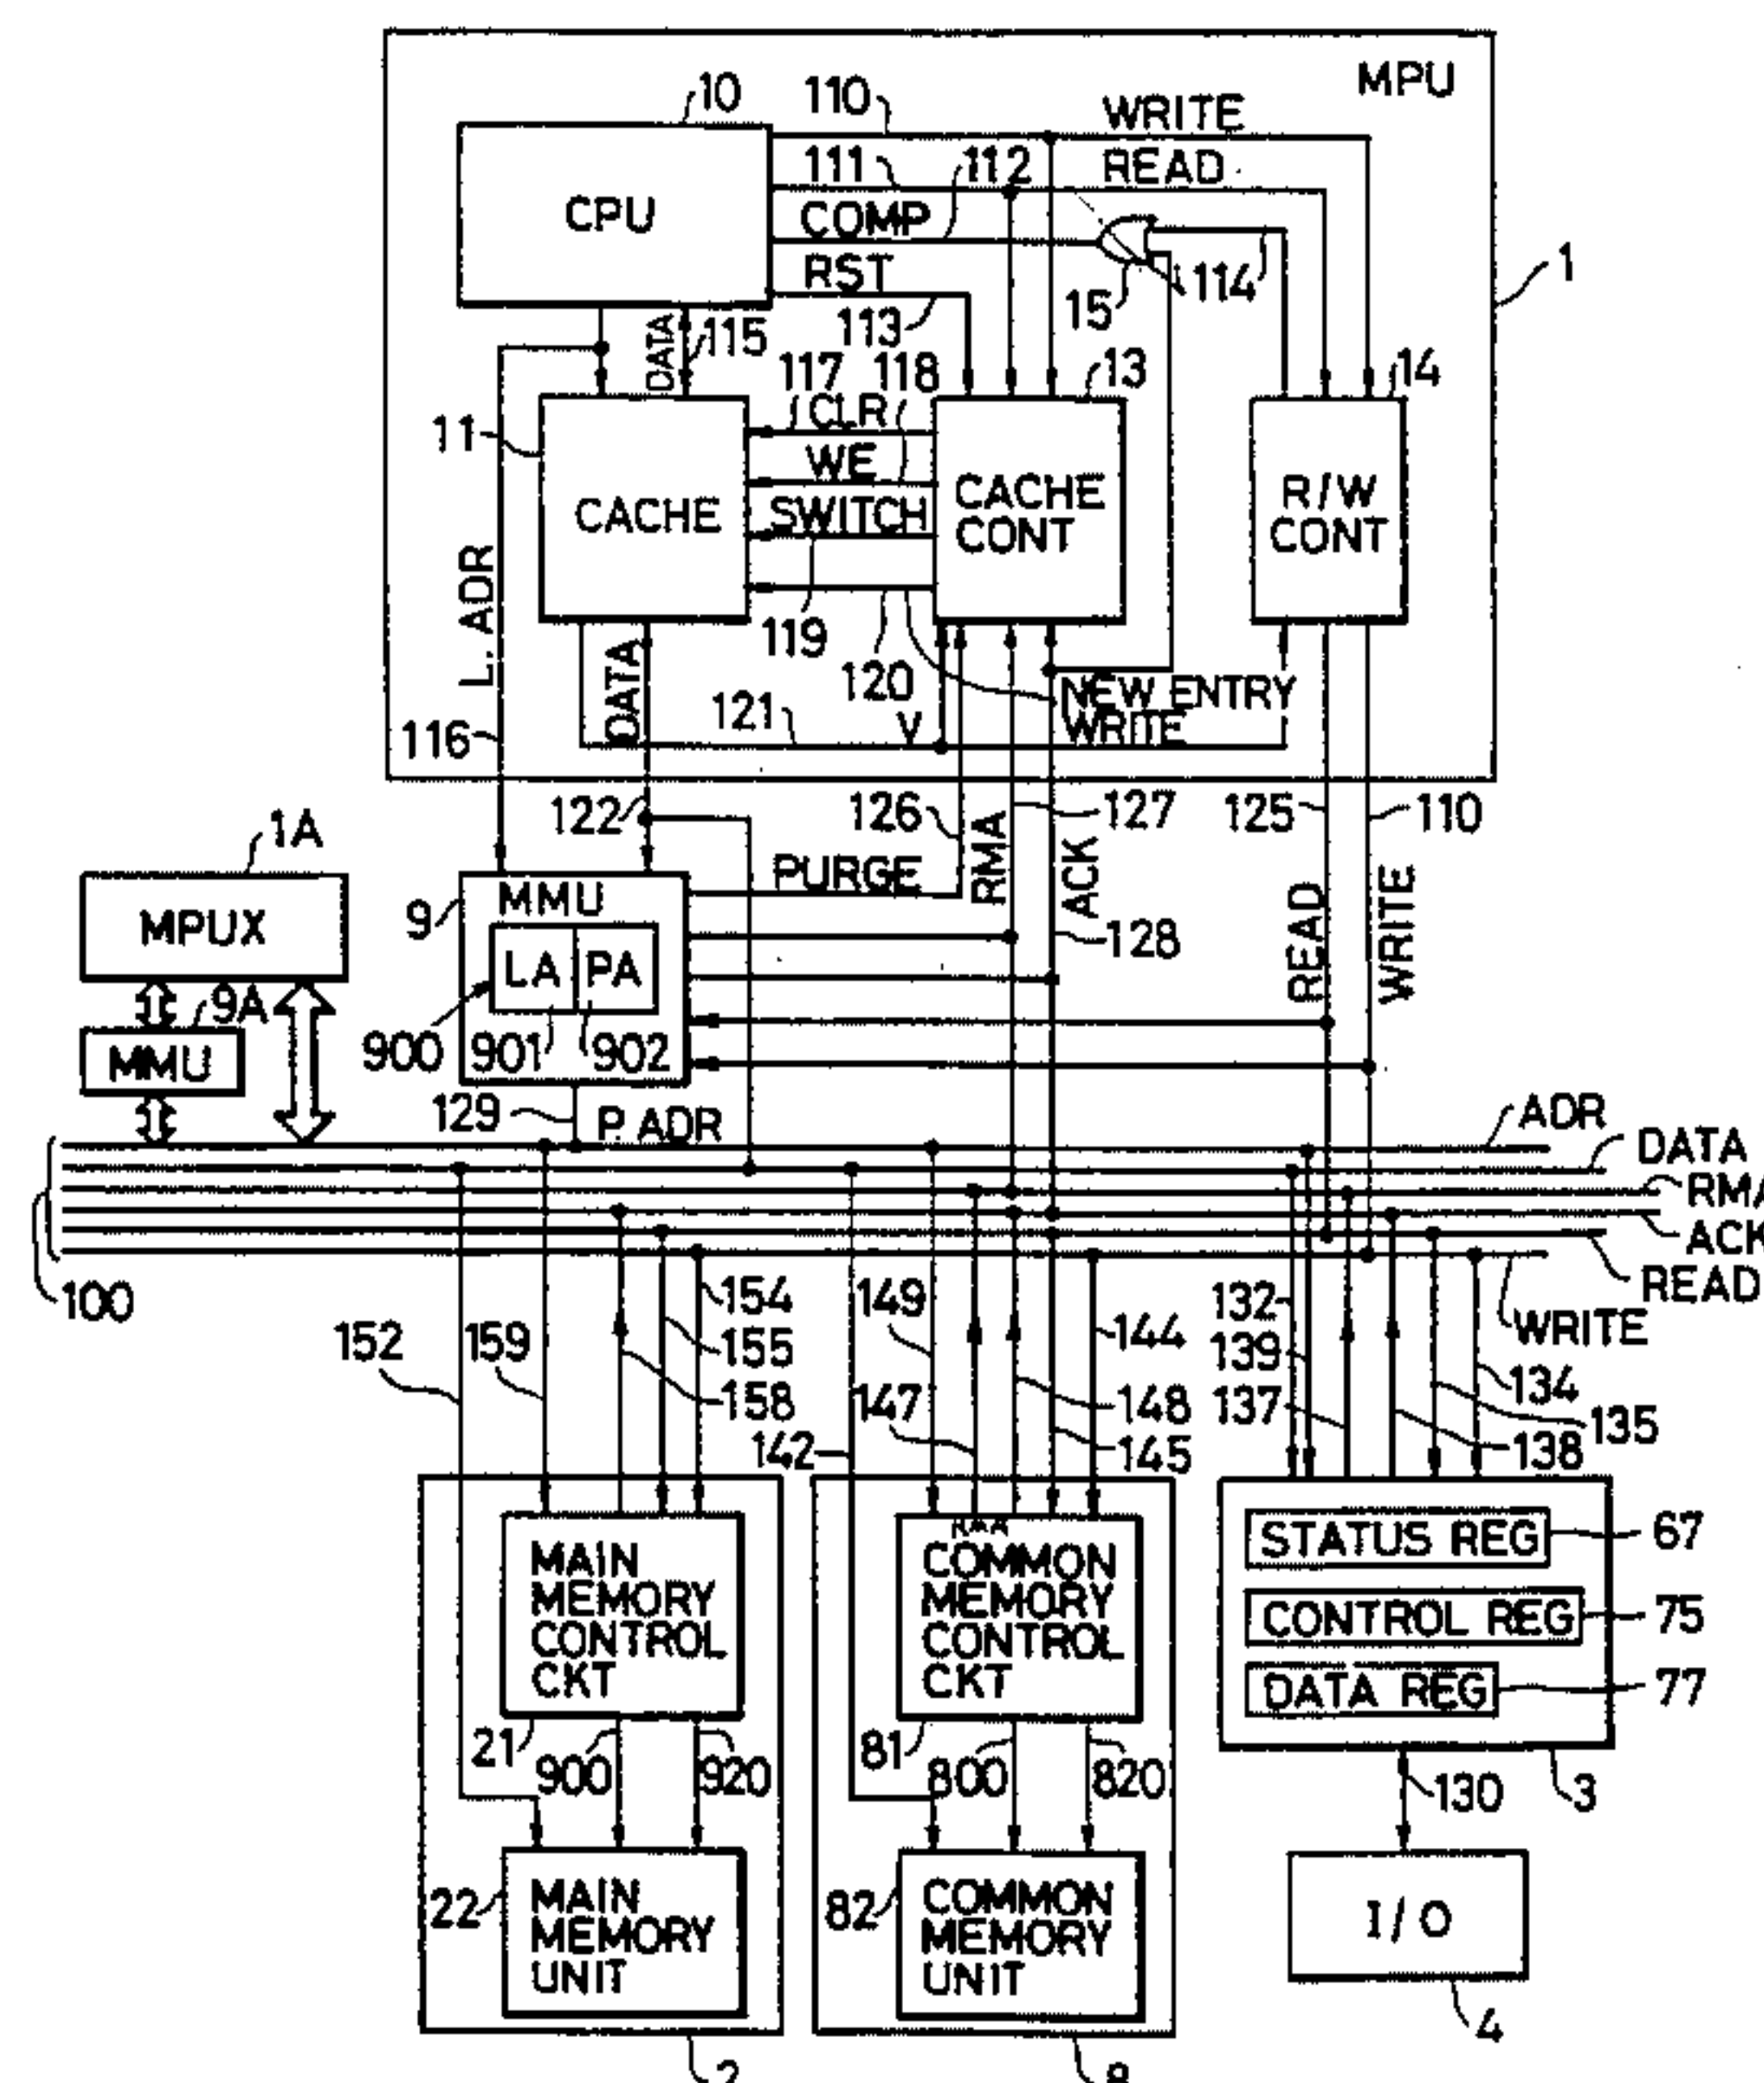 MPU
10
110
WRITE
111
112
READ
CPU
COMP
RST
15
114
1
113
DATA
115
117
118
13
14
CLR
11
WE
CACHE
SWITCH
CACHE
CONT
R/W
CONT
L. ADR
119
120
DATA
NEW ENTRY
WRITE
116
121
V
122
126
127
125
110
1A
RMA
ACK
PURGE
READ
WRITE
MPUX
9
MMU
128
LA
PA
9A
900
901
902
MMU
129
P. ADR
ADR
DATA
ACK
READ
WRITE
100
154
149
132
144
152
159
155
139
134
158
147
148
137
135
142
145
138
STATUS REG
67
MAIN
MEMORY
CONTROL
CKT
RMA
COMMON
MEMORY
CONTROL
CKT
CONTROL REG
75
DATA REG
77
21
900
920
81
800
820
130
3
22
MAIN
MEMORY
UNIT
82
COMMON
MEMORY
UNIT
I/O
4
2
8